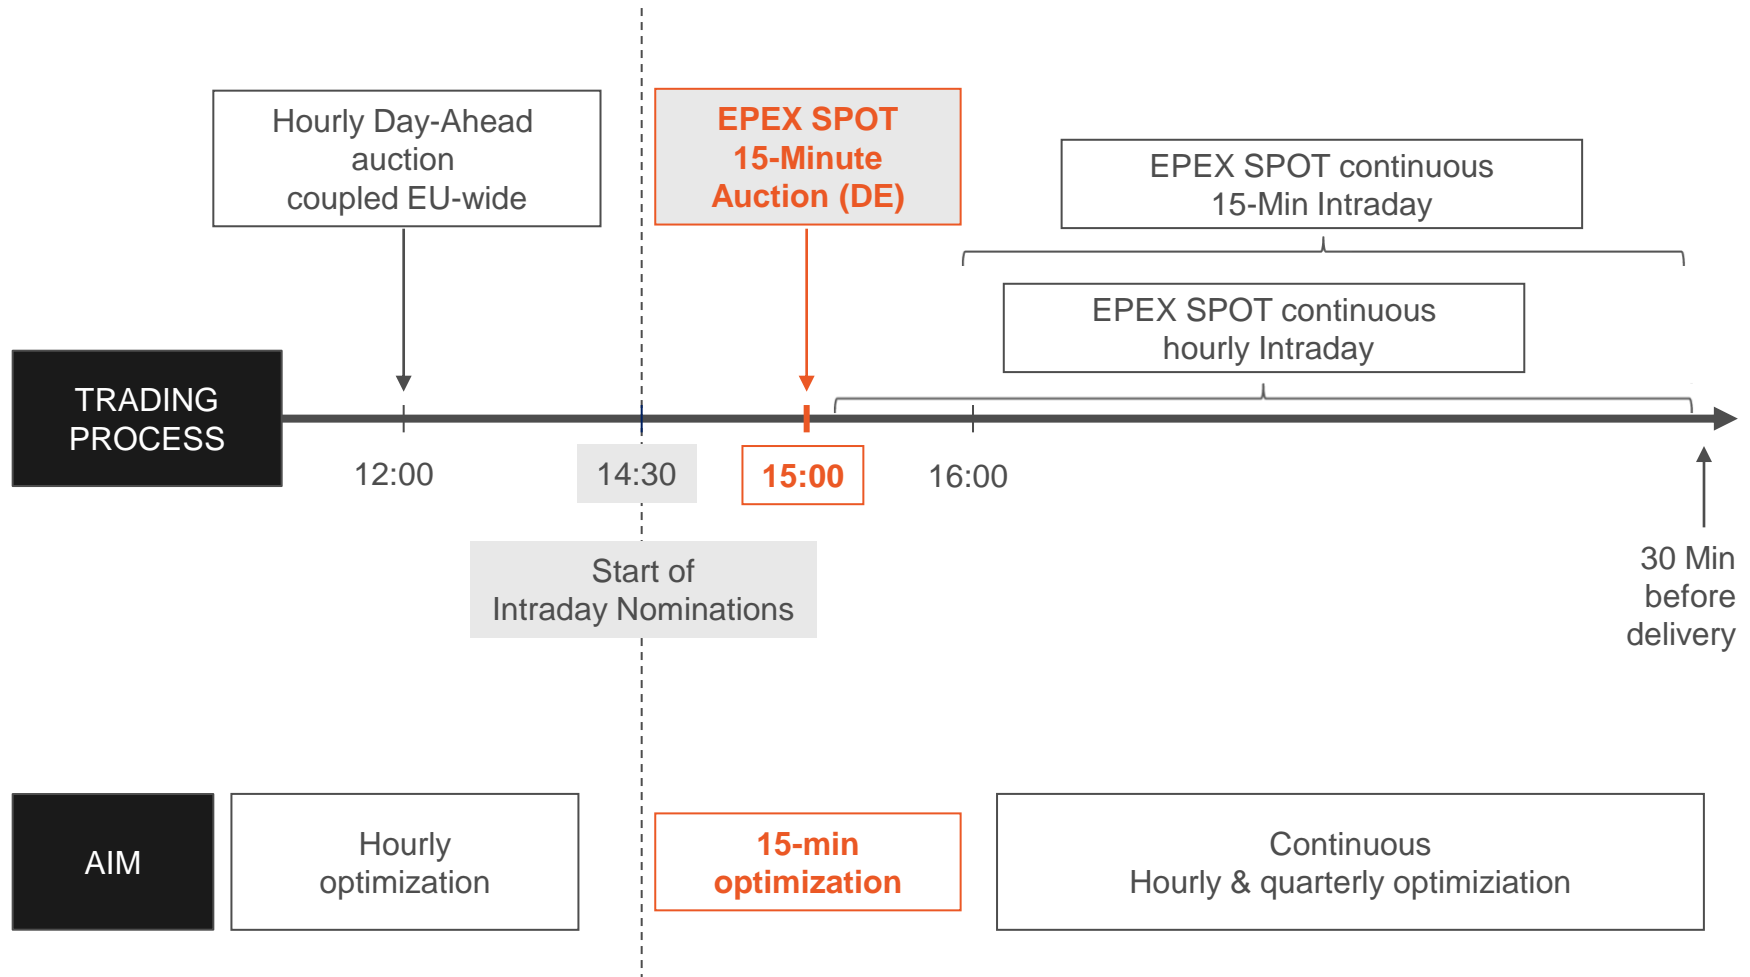 Hourly Day-Ahead
auction
coupled EU-wide
EPEX SPOT
15-Minute
Auction (DE)
EPEX SPOT continuous
15-Min Intraday
EPEX SPOT continuous
hourly Intraday
TRADING
PROCESS
12:00
14:30
15:00
16:00
Start of
Intraday Nominations
30 Min
before
delivery
AIM
Hourly
optimization
15-min
optimization
Continuous
Hourly & quarterly optimiziation